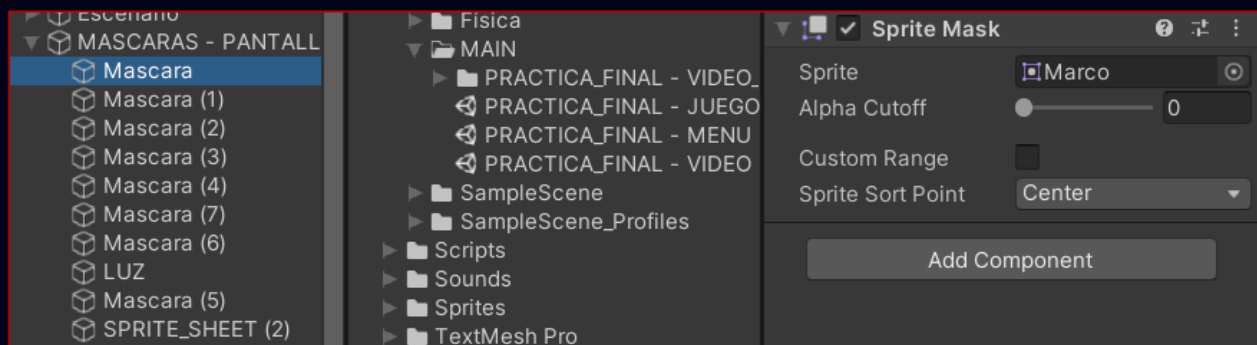 Escenario
MASCARAS - PANTALL
Mascara
Mascara (1)
Mascara (2)
Mascara (3)
Mascara (4)
Mascara (7)
Mascara (6)
LUZ
Mascara (5)
SPRITE_SHEET (2)
Física
MAIN
PRACTICA_FINAL - VIDEO_
PRACTICA_FINAL - JUEGO
PRACTICA_FINAL - MENU
PRACTICA_FINAL - VIDEO
SampleScene
SampleScene_Profiles
Scripts
Sounds
Sprites
TextMesh Pro
Sprite Mask
Sprite Marco
Alpha Cutoff 0
Custom Range
Sprite Sort Point Center
Add Component